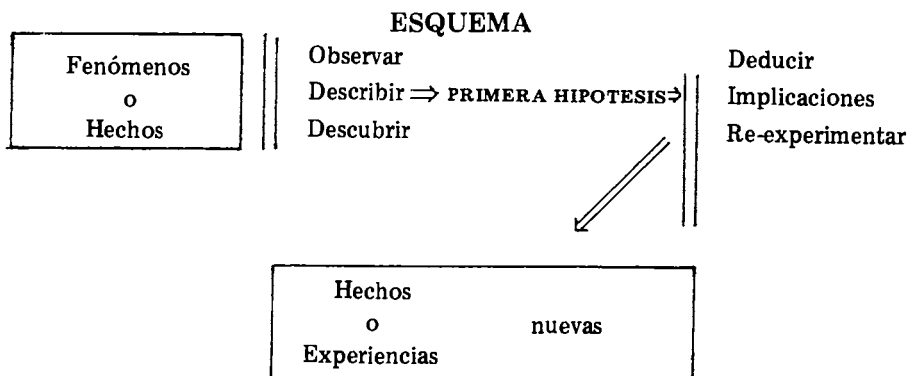 ESQUEMA
Fenómenos
o
Hechos
Observar
Describir ⇒ PRIMERA HIPOTESIS ⇒
Descubrir
Deducir
Implicaciones
Re-experimentar
Hechos
o nuevas
Experiencias